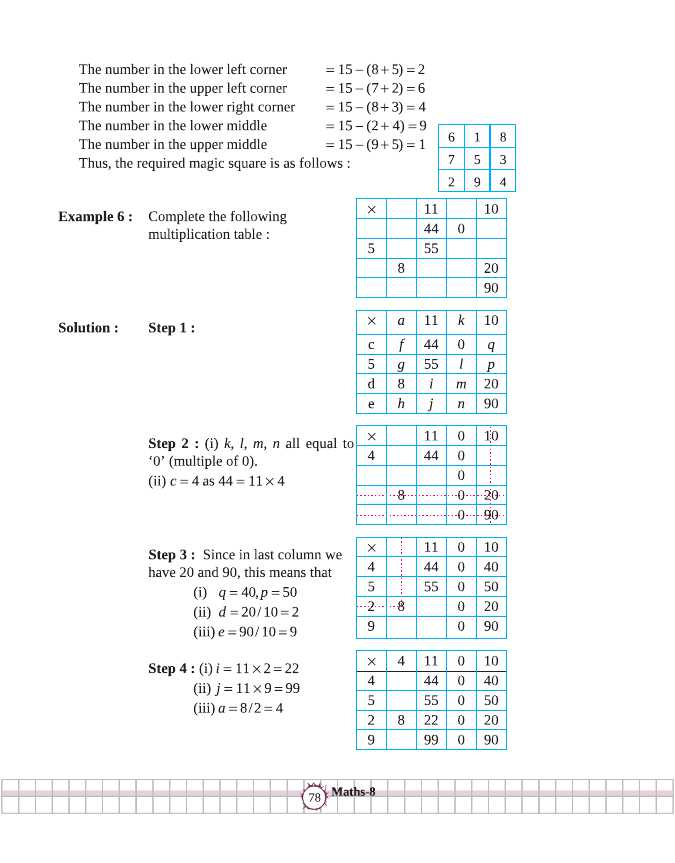 The number in the lower left corner = 15 – (8 + 5) = 2
The number in the upper left corner = 15 – (7 + 2) = 6
The number in the lower right corner = 15 – (8 + 3) = 4
The number in the lower middle = 15 – (2 + 4) = 9
The number in the upper middle = 15 – (9 + 5) = 1
Thus, the required magic square is as follows :
6 1 8
7 5 3
2 9 4
Example 6 : Complete the following
multiplication table :
× 11 10
44 0
5 55
8 20
90
Solution : Step 1 :
× a 11 k 10
c f 44 0 q
5 g 55 l p
d 8 i m 20
e h j n 90
Step 2 : (i) k, l, m, n all equal to
‘0’ (multiple of 0).
(ii) c = 4 as 44 = 11 × 4
× 11 0 10
4 44 0
0
8 0 20
0 90
Step 3 : Since in last column we
have 20 and 90, this means that
(i) q = 40, p = 50
(ii) d = 20/10 = 2
(iii) e = 90/10 = 9
× 11 0 10
4 44 0 40
5 55 0 50
2 8 0 20
9 0 90
Step 4 : (i) i = 11 × 2 = 22
(ii) j = 11 × 9 = 99
(iii) a = 8/2 = 4
× 4 11 0 10
4 44 0 40
5 55 0 50
2 8 22 0 20
9 99 0 90
78 Maths-8